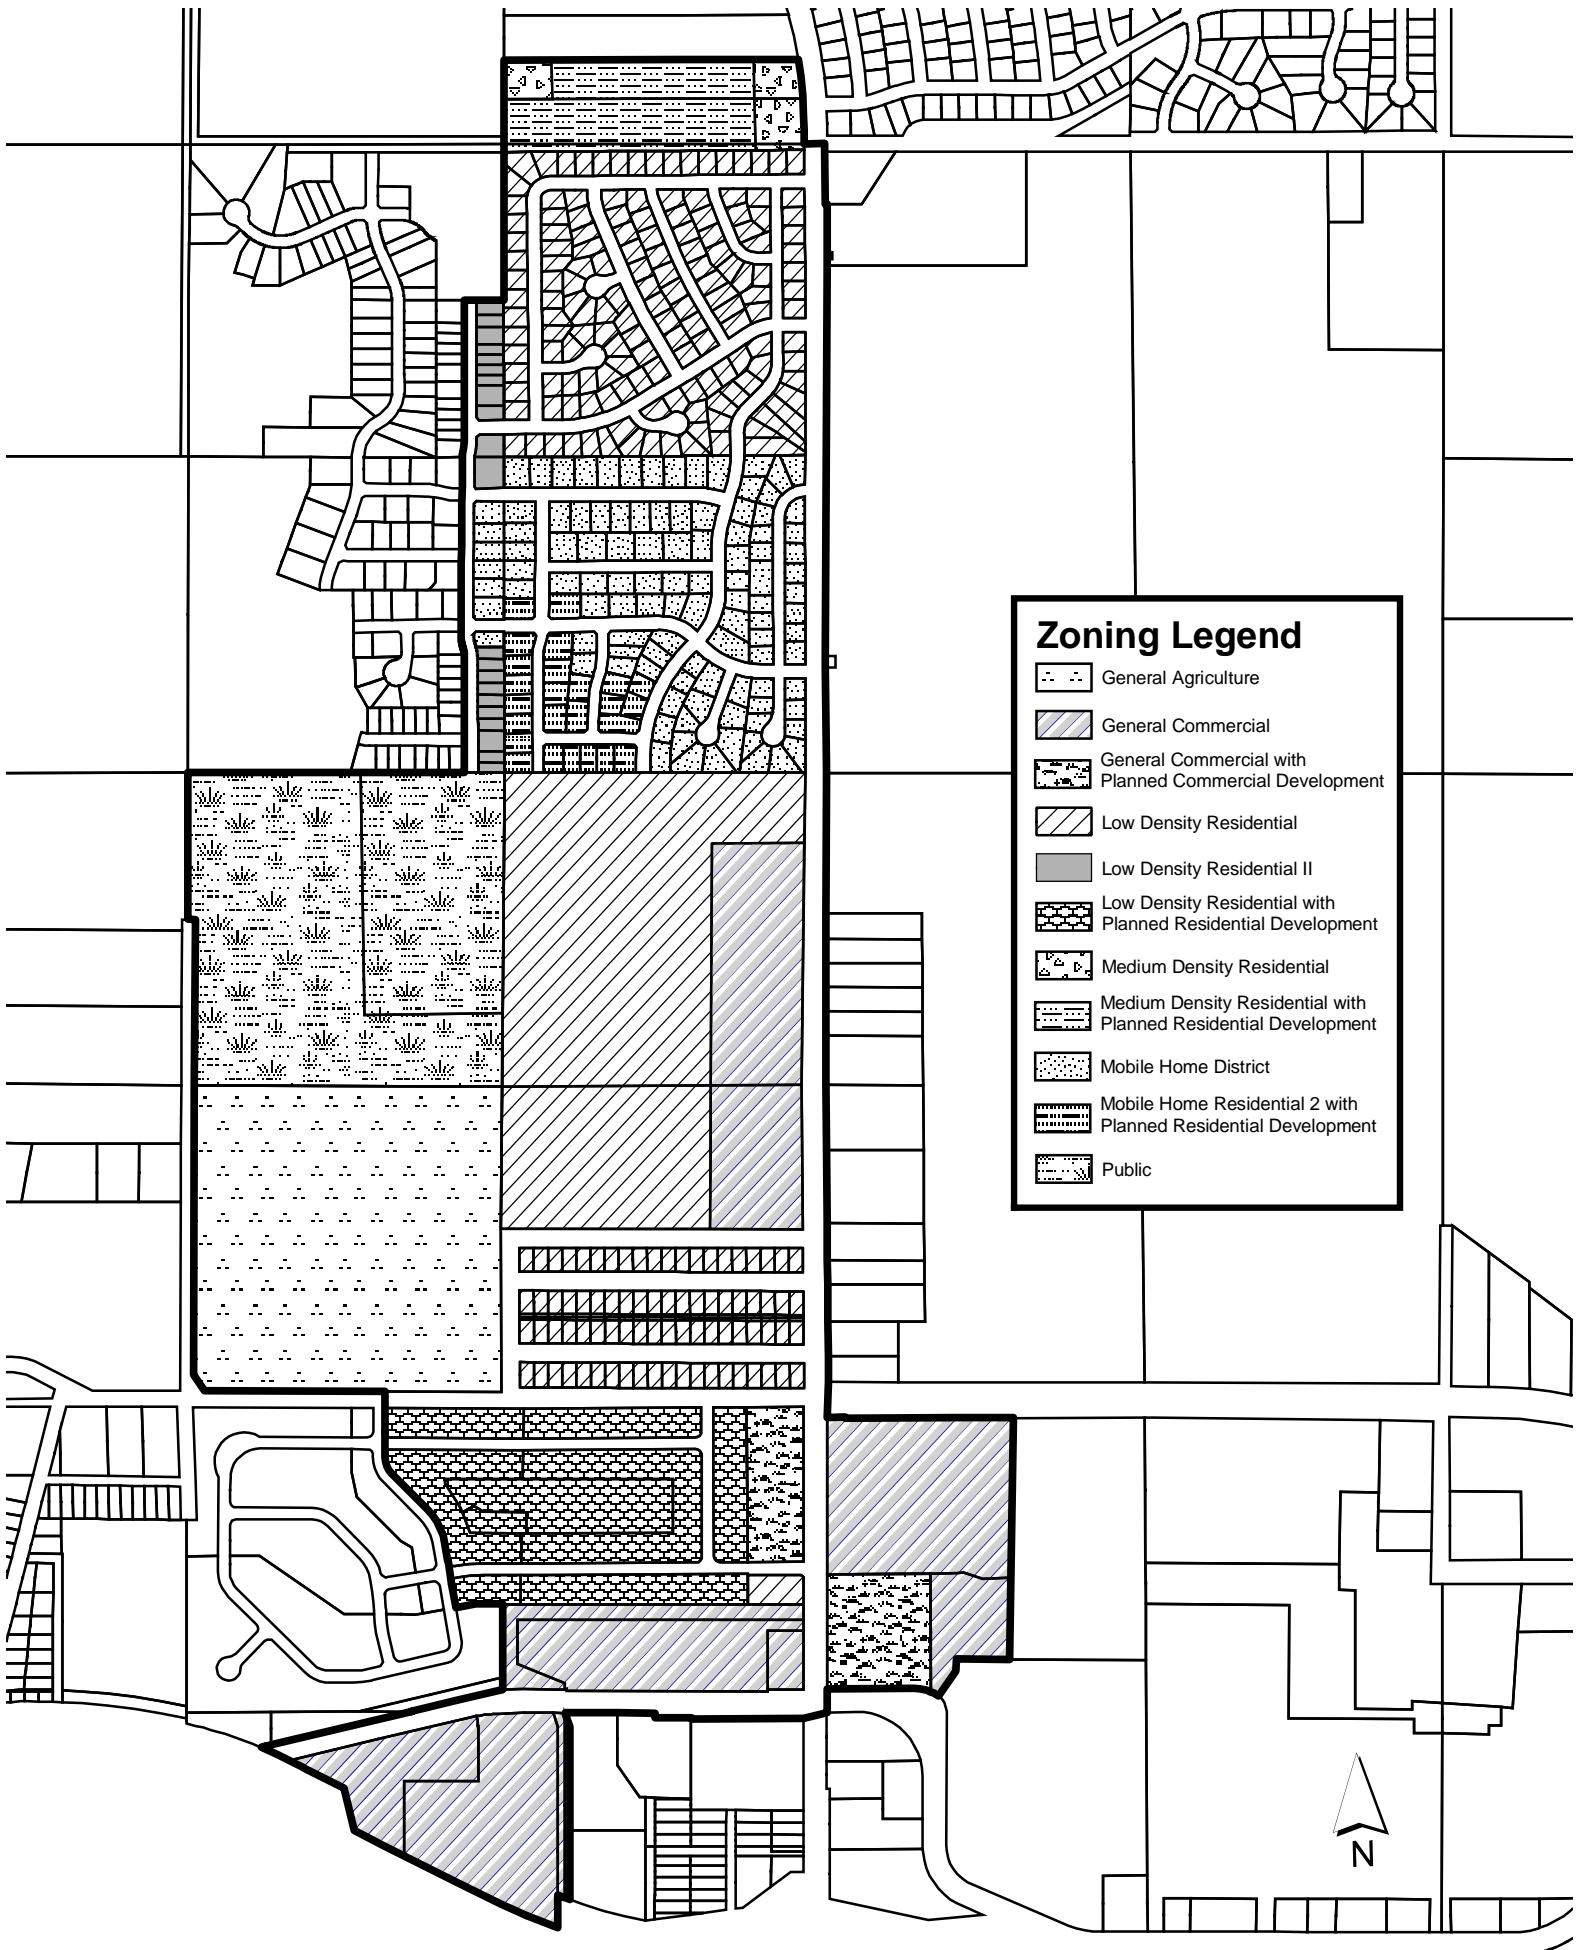 Zoning Legend
General Agriculture
General Commercial
General Commercial with
Planned Commercial Development
Low Density Residential
Low Density Residential II
Low Density Residential with
Planned Residential Development
Medium Density Residential
Medium Density Residential with
Planned Residential Development
Mobile Home District
Mobile Home Residential 2 with
Planned Residential Development
Public
N